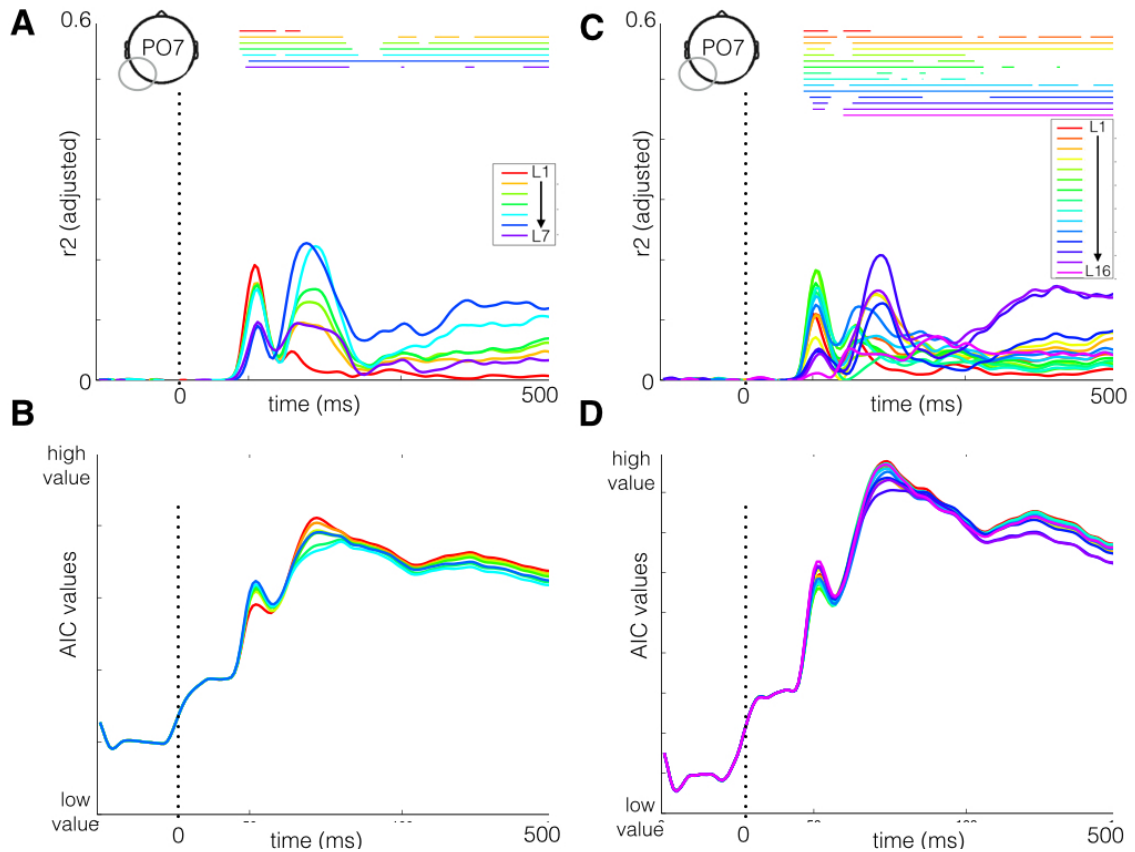 A
0.6
PO7
r2 (adjusted)
L1
L7
0
0
time (ms)
500
C
0.6
PO7
r2 (adjusted)
L1
L16
0
0
time (ms)
500
B
high
value
AIC values
low
value
0
time (ms)
500
D
high
value
AIC values
low
value
0
time (ms)
500